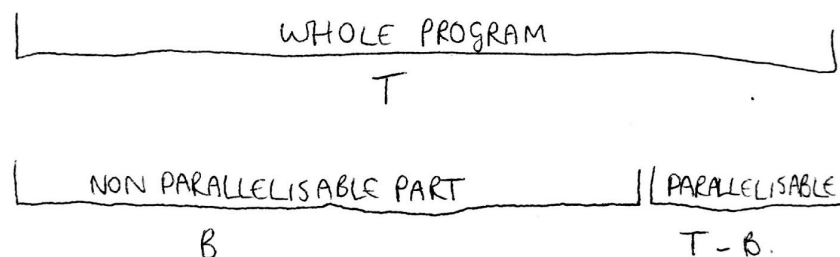 WHOLE PROGRAM
T
NON PARALLELISABLE PART PARALLELISABLE
B T - B.